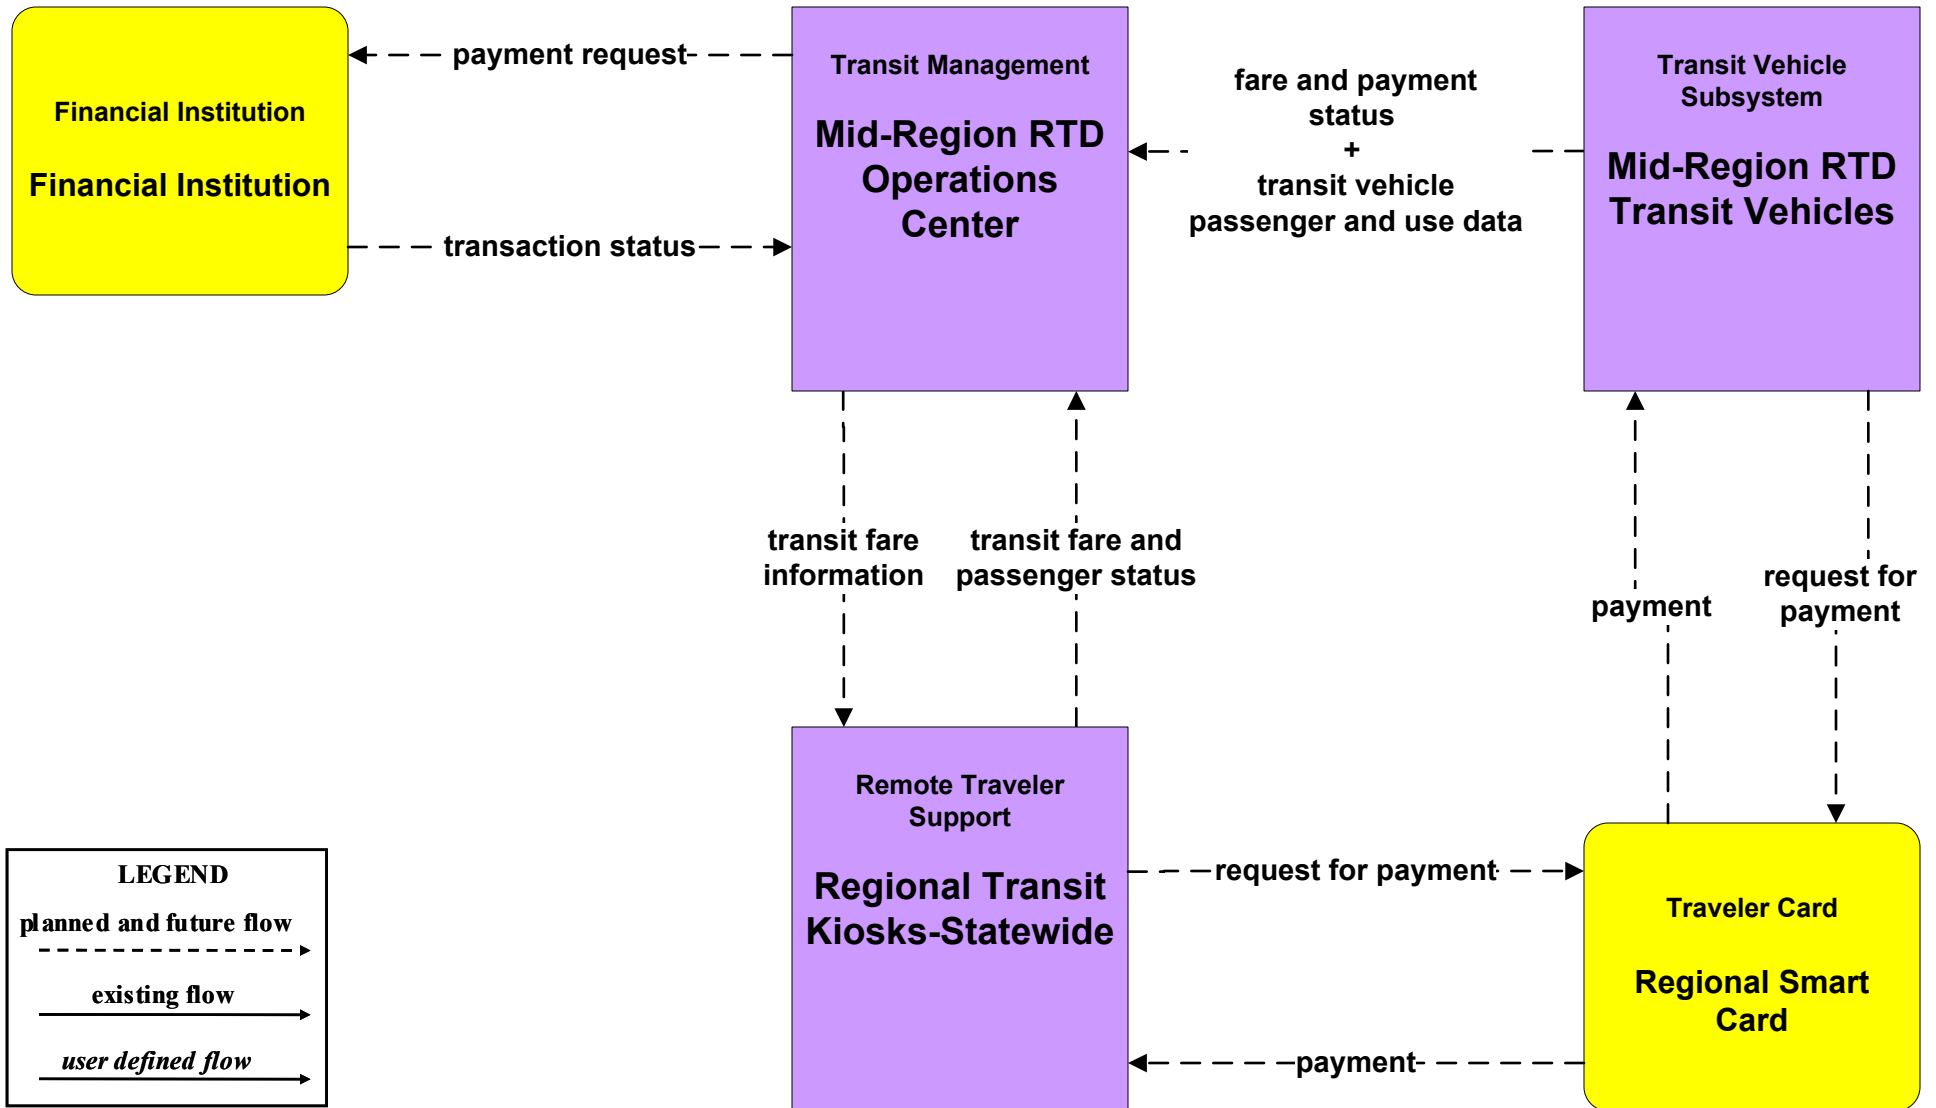 Financial Institution
Financial Institution
payment request
transaction status
Transit Management
Mid-Region RTD
Operations
Center
fare and payment
status
+
transit vehicle
passenger and use data
Transit Vehicle
Subsystem
Mid-Region RTD
Transit Vehicles
transit fare
information
transit fare and
passenger status
payment
request for
payment
Remote Traveler
Support
Regional Transit
Kiosks-Statewide
request for payment
payment
Traveler Card
Regional Smart
Card
LEGEND
planned and future flow
existing flow
user defined flow